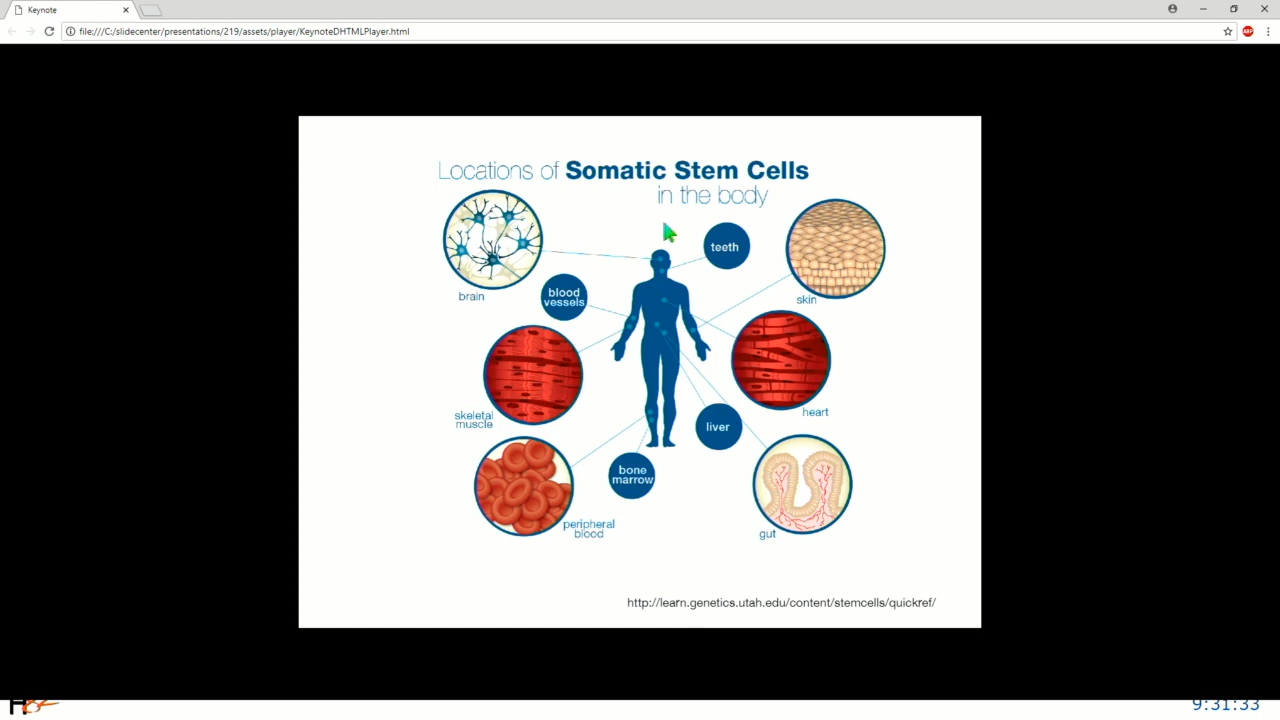 Keynote
file:///C:/slidecenter/presentations/219/assets/player/KeynoteDHTMLPlayer.html
ABP
Locations of Somatic Stem Cells
in the body
teeth
brain
skin
blood
vessels
skeletal
muscle
heart
liver
bone
marrow
peripheral
blood
gut
http://learn.genetics.utah.edu/content/stemcells/quickref/
9:31:33